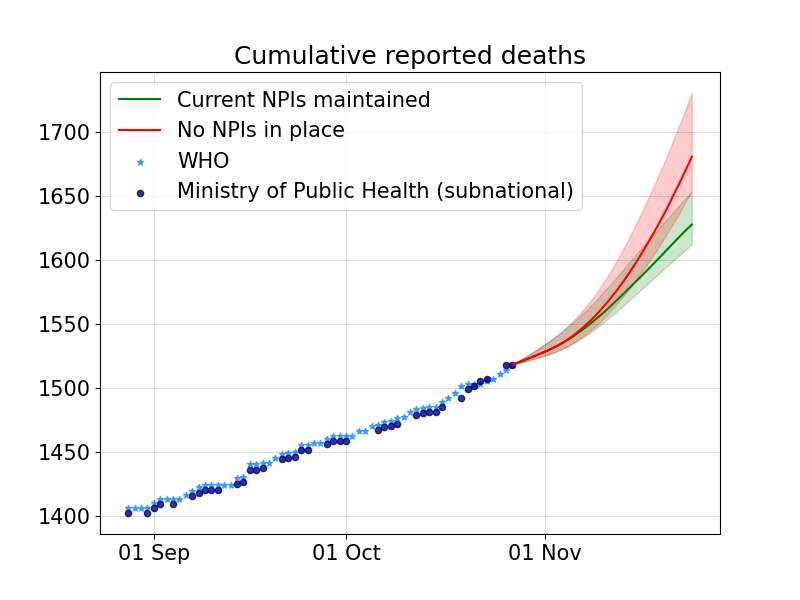 Cumulative reported deaths
Current NPIs maintained
No NPIs in place
WHO
Ministry of Public Health (subnational)
1700
1650
1600
1550
1500
1450
1400
01 Sep
01 Oct
01 Nov